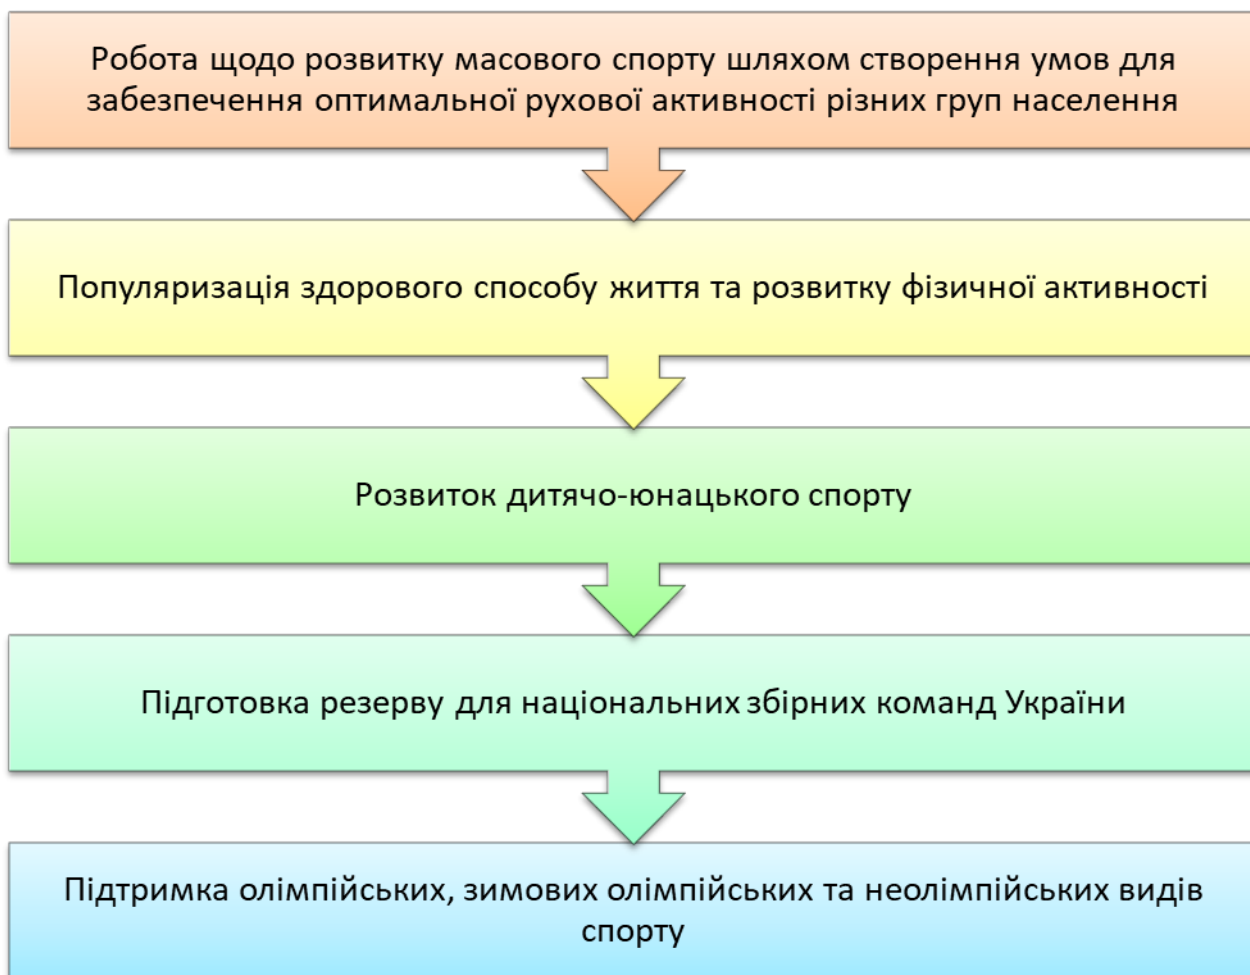 Робота щодо розвитку масового спорту шляхом створення умов для
забезпечення оптимальної рухової активності різних груп населення
Популяризація здорового способу життя та розвитку фізичної активності
Розвиток дитячо-юнацького спорту
Підготовка резерву для національних збірних команд України
Підтримка олімпійських, зимових олімпійських та неолімпійських видів
спорту